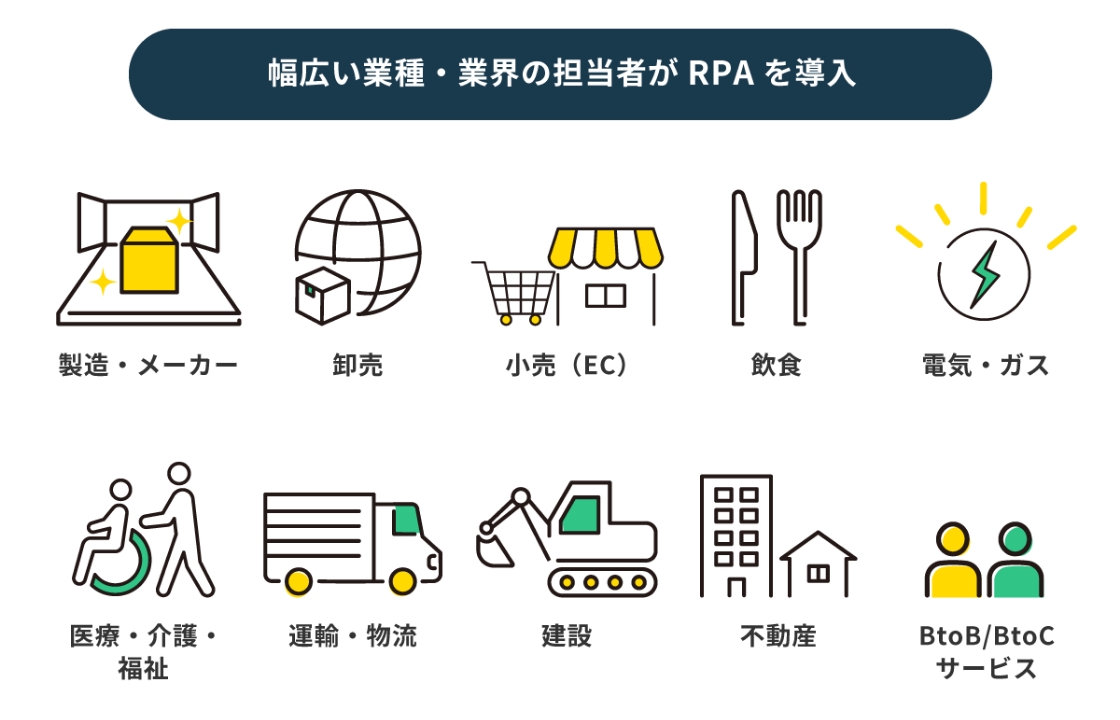 幅広い業種・業界の担当者が RPA を導入
製造・メーカー
卸売
小売（EC）
飲食
電気・ガス
医療・介護・
福祉
運輸・物流
建設
不動産
BtoB/BtoC
サービス